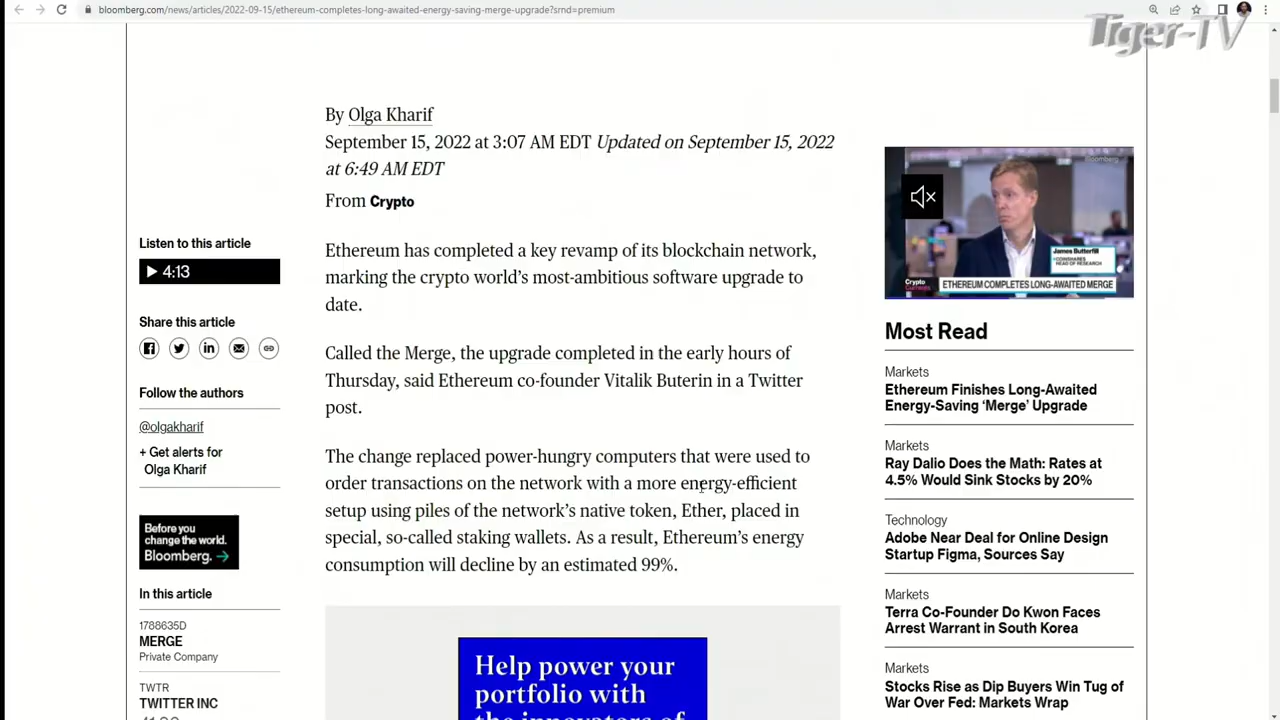 bloomberg.com/news/articles/2022-09-15/ethereum-completes-long-awaited-energy-saving-merge-upgrade?srnd=premium
Tiger-TV
By Olga Kharif
September 15, 2022 at 3:07 AM EDT Updated on September 15, 2022
at 6:49 AM EDT
From Crypto
Listen to this article
4:13
Share this article
Follow the authors
@olgakharif
+ Get alerts for
Olga Kharif
Before you
change the world.
Bloomberg.
In this article
1788635D
MERGE
Private Company
TWTR
TWITTER INC
Ethereum has completed a key revamp of its blockchain network,
marking the crypto world's most-ambitious software upgrade to
date.
Called the Merge, the upgrade completed in the early hours of
Thursday, said Ethereum co-founder Vitalik Buterin in a Twitter
post.
The change replaced power-hungry computers that were used to
order transactions on the network with a more energy-efficient
setup using piles of the network's native token, Ether, placed in
special, so-called staking wallets. As a result, Ethereum's energy
consumption will decline by an estimated 99%.
Help power your
portfolio with
the innovators of
Bloomberg
James Butterfill
COINSHARES
HEAD OF RESEARCH
Crypto
ETHEREUM COMPLETES LONG-AWAITED MERGE
Most Read
Markets
Ethereum Finishes Long-Awaited
Energy-Saving ‘Merge’ Upgrade
Markets
Ray Dalio Does the Math: Rates at
4.5% Would Sink Stocks by 20%
Technology
Adobe Near Deal for Online Design
Startup Figma, Sources Say
Markets
Terra Co-Founder Do Kwon Faces
Arrest Warrant in South Korea
Markets
Stocks Rise as Dip Buyers Win Tug of
War Over Fed: Markets Wrap